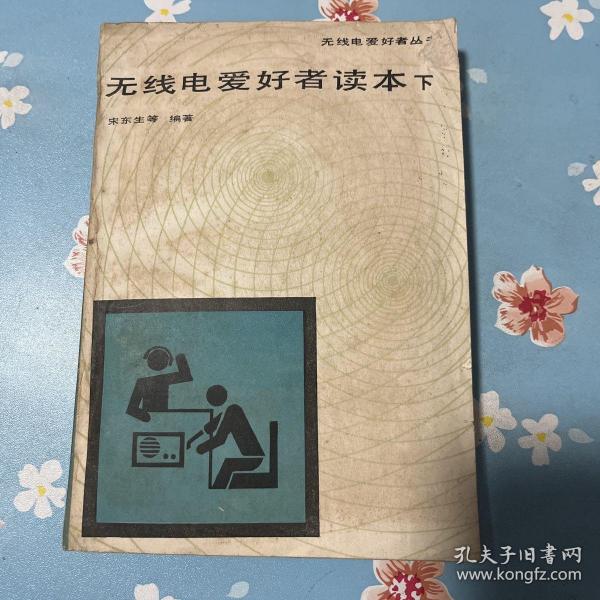 无线电爱好者丛
无线电爱好者读本 下
宋东生等 编著
孔夫子旧书网
www.kongfz.com